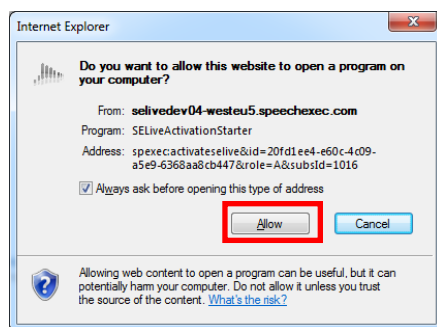 Internet Explorer
Do you want to allow this website to open a program on
your computer?
From: selivedev04-westeu5.speechexec.com
Program: SELiveActivationStarter
Address: spexec:activateselive&id=20fd1ee4-e60c-4c09-
a5e9-6368aa8cb447&role=A&subsId=1016
Always ask before opening this type of address
Allow Cancel
Allowing web content to open a program can be useful, but it can
potentially harm your computer. Do not allow it unless you trust
the source of the content. What's the risk?